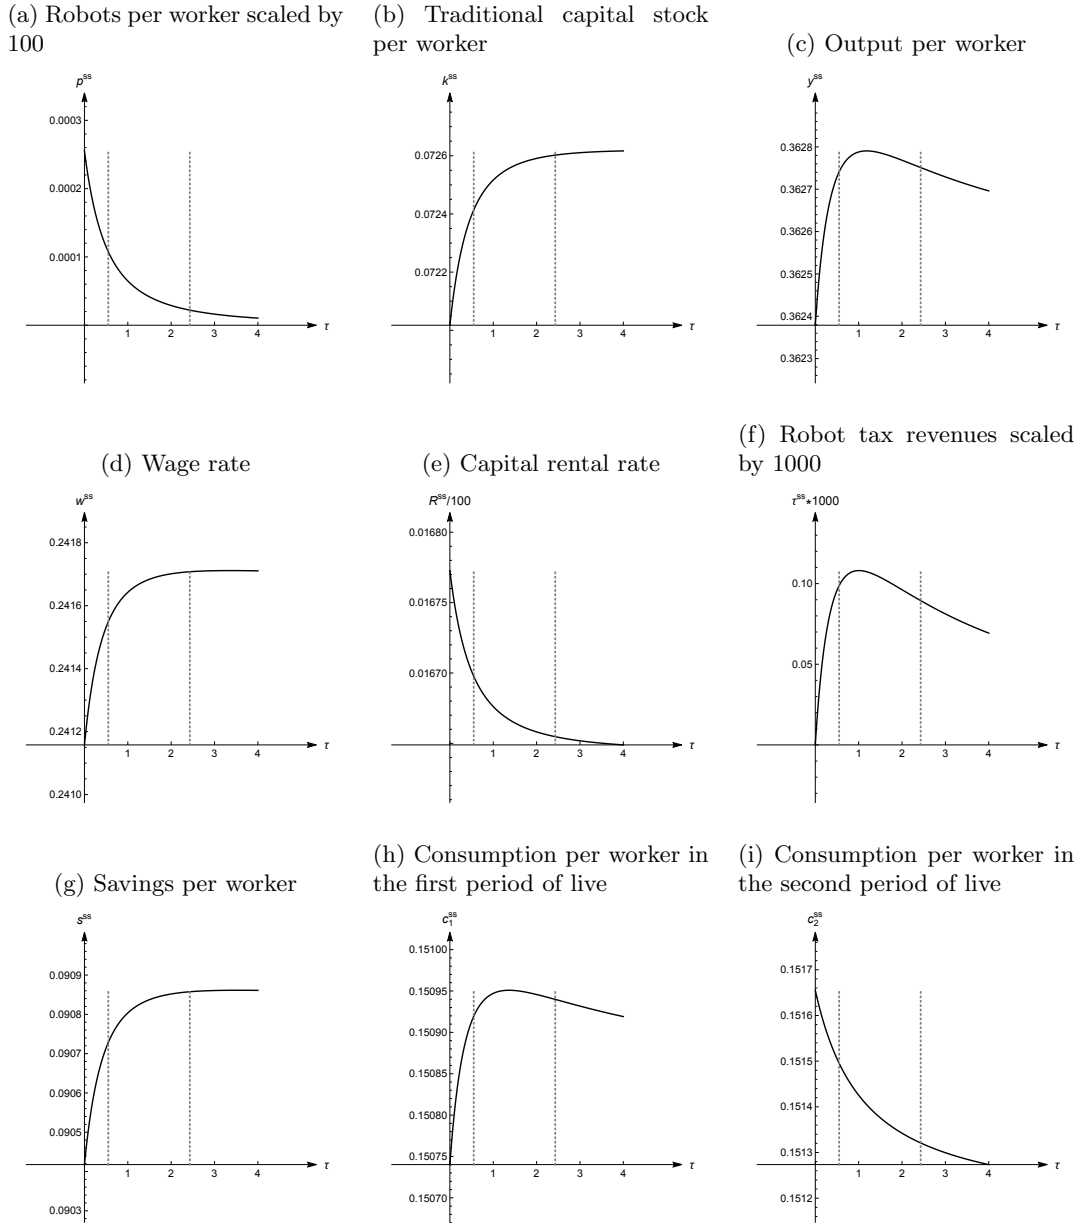 (a) Robots per worker scaled by
100
(b) Traditional capital stock
per worker
(c) Output per worker
p^ss
0.0003
0.0002
0.0001
1 2 3 4 τ
k^ss
0.0726
0.0724
0.0722
1 2 3 4 τ
y^ss
0.3628
0.3627
0.3626
0.3625
0.3624
0.3623
1 2 3 4 τ
(d) Wage rate
(e) Capital rental rate
(f) Robot tax revenues scaled
by 1000
w^ss
0.2418
0.2416
0.2414
0.2412
0.2410
1 2 3 4 τ
R^ss/100
0.01680
0.01675
0.01670
1 2 3 4 τ
τ^ss*1000
0.10
0.05
1 2 3 4 τ
(g) Savings per worker
(h) Consumption per worker in
the first period of live
(i) Consumption per worker in
the second period of live
s^ss
0.0909
0.0908
0.0907
0.0906
0.0905
0.0903
1 2 3 4 τ
c_1^ss
0.15100
0.15095
0.15090
0.15085
0.15080
0.15075
0.15070
1 2 3 4 τ
c_2^ss
0.1517
0.1516
0.1515
0.1514
0.1513
0.1512
1 2 3 4 τ